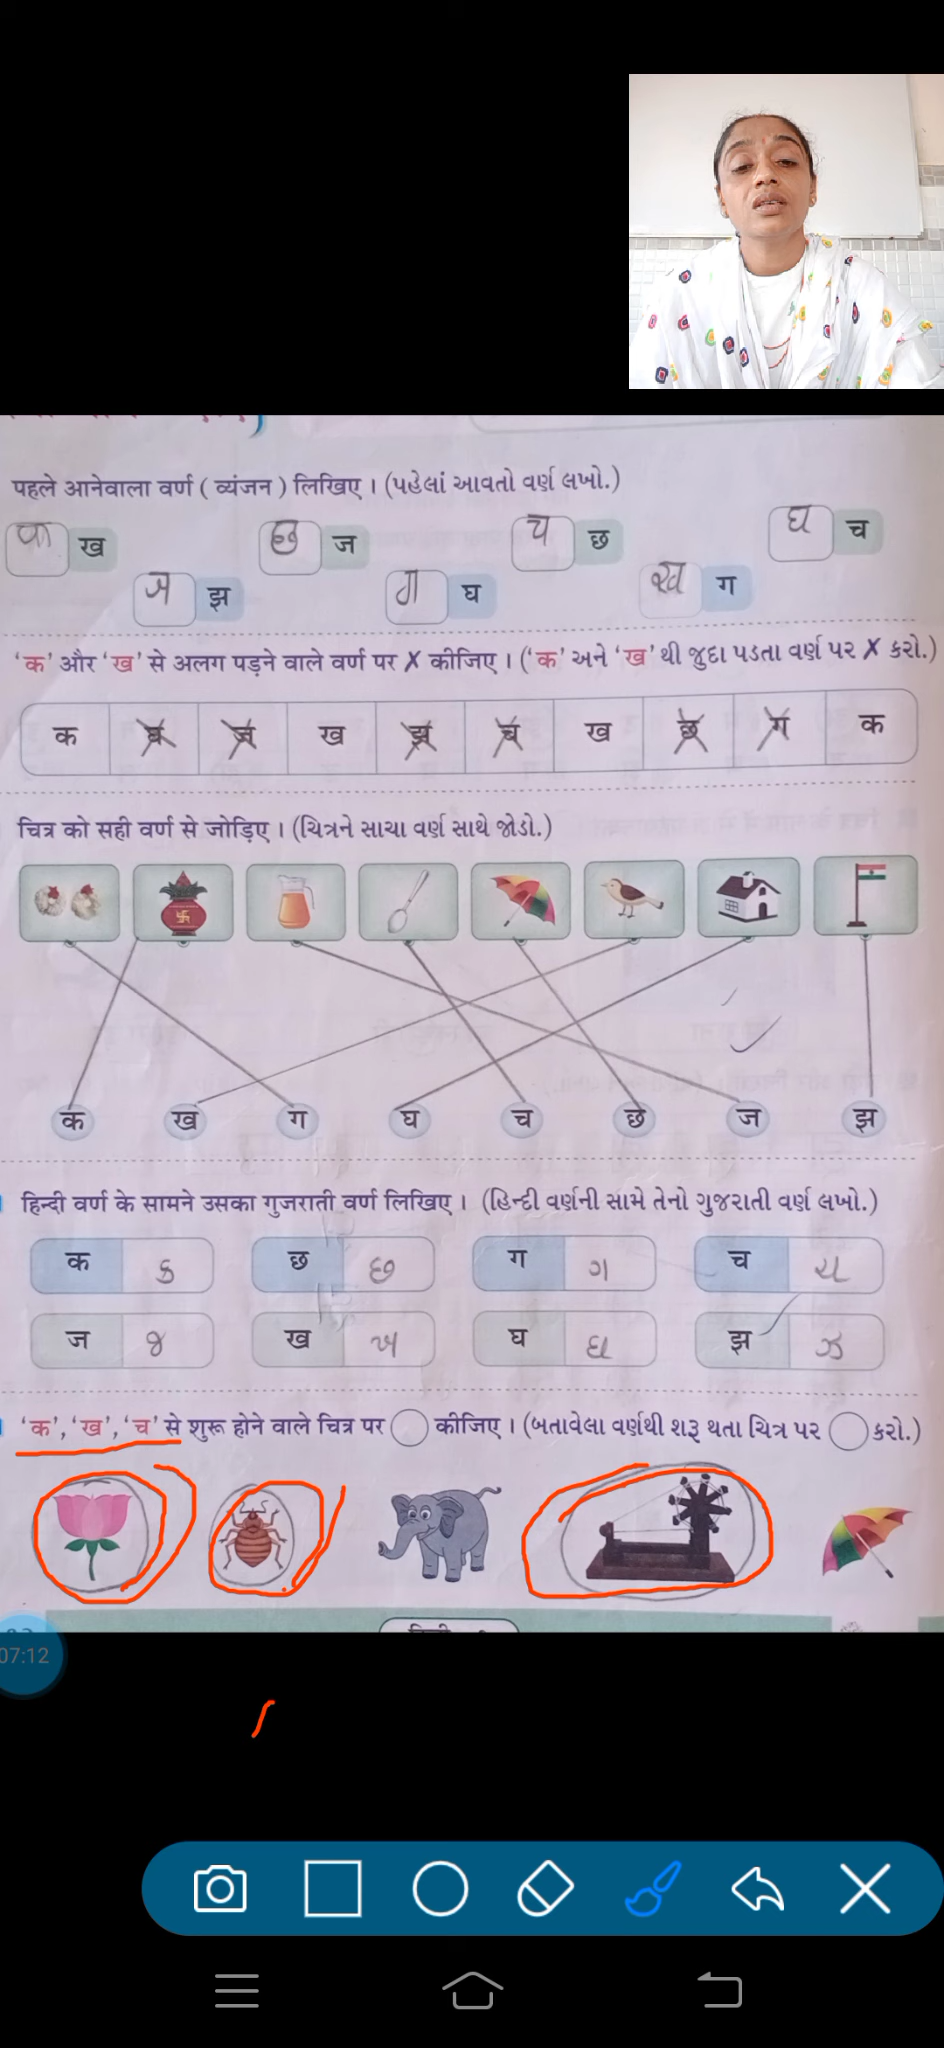 पहले आनेवाला वर्ण ( व्यंजन ) लिखिए । (પહેલાં આવતો વર્ણ લખો.)
क ख छ ज च छ घ च
ज झ ग घ ख ग
'क' और 'ख' से अलग पड़ने वाले वर्ण पर ✗ कीजिए । ('क' અને 'ख' થી જુદા પડતા વર્ણ પર ✗ કરો.)
क घ ज ख झ च ख छ ग क
चित्र को सही वर्ण से जोड़िए । (ચિત્રને સાચા વર્ણ સાથે જોડો.)
क ख ग घ च छ ज झ
हिन्दी वर्ण के सामने उसका गुजराती वर्ण लिखिए । (હિન્દી વર્ણની સામે તેનો ગુજરાતી વર્ણ લખો.)
क ક छ છ ग ગ च ચ
ज જ ख ખ घ ઘ झ ઝ
'क', 'ख', 'च' से शुरू होने वाले चित्र पर ◯ कीजिए । (બતાવેલા વર્ણથી શરૂ થતા ચિત્ર પર ◯ કરો.)
07:12